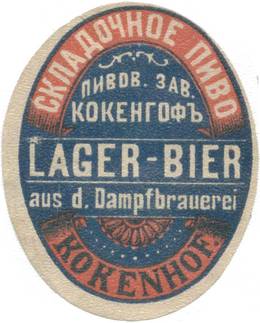 СКЛАДОЧНОЕ ПИВО
ПИВОВ. ЗАВ.
КОКЕНГОФЪ
LAGER-BIER
aus d. Dampfbrauerei
KOKENHOF.